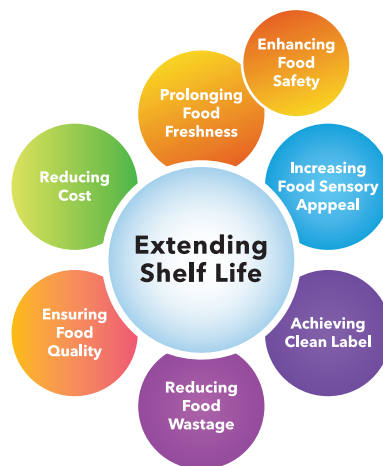 Enhancing
Food
Safety
Prolonging
Food
Freshness
Increasing
Food Sensory
Apppeal
Reducing
Cost
Extending
Shelf Life
Ensuring
Food
Quality
Achieving
Clean Label
Reducing
Food
Wastage